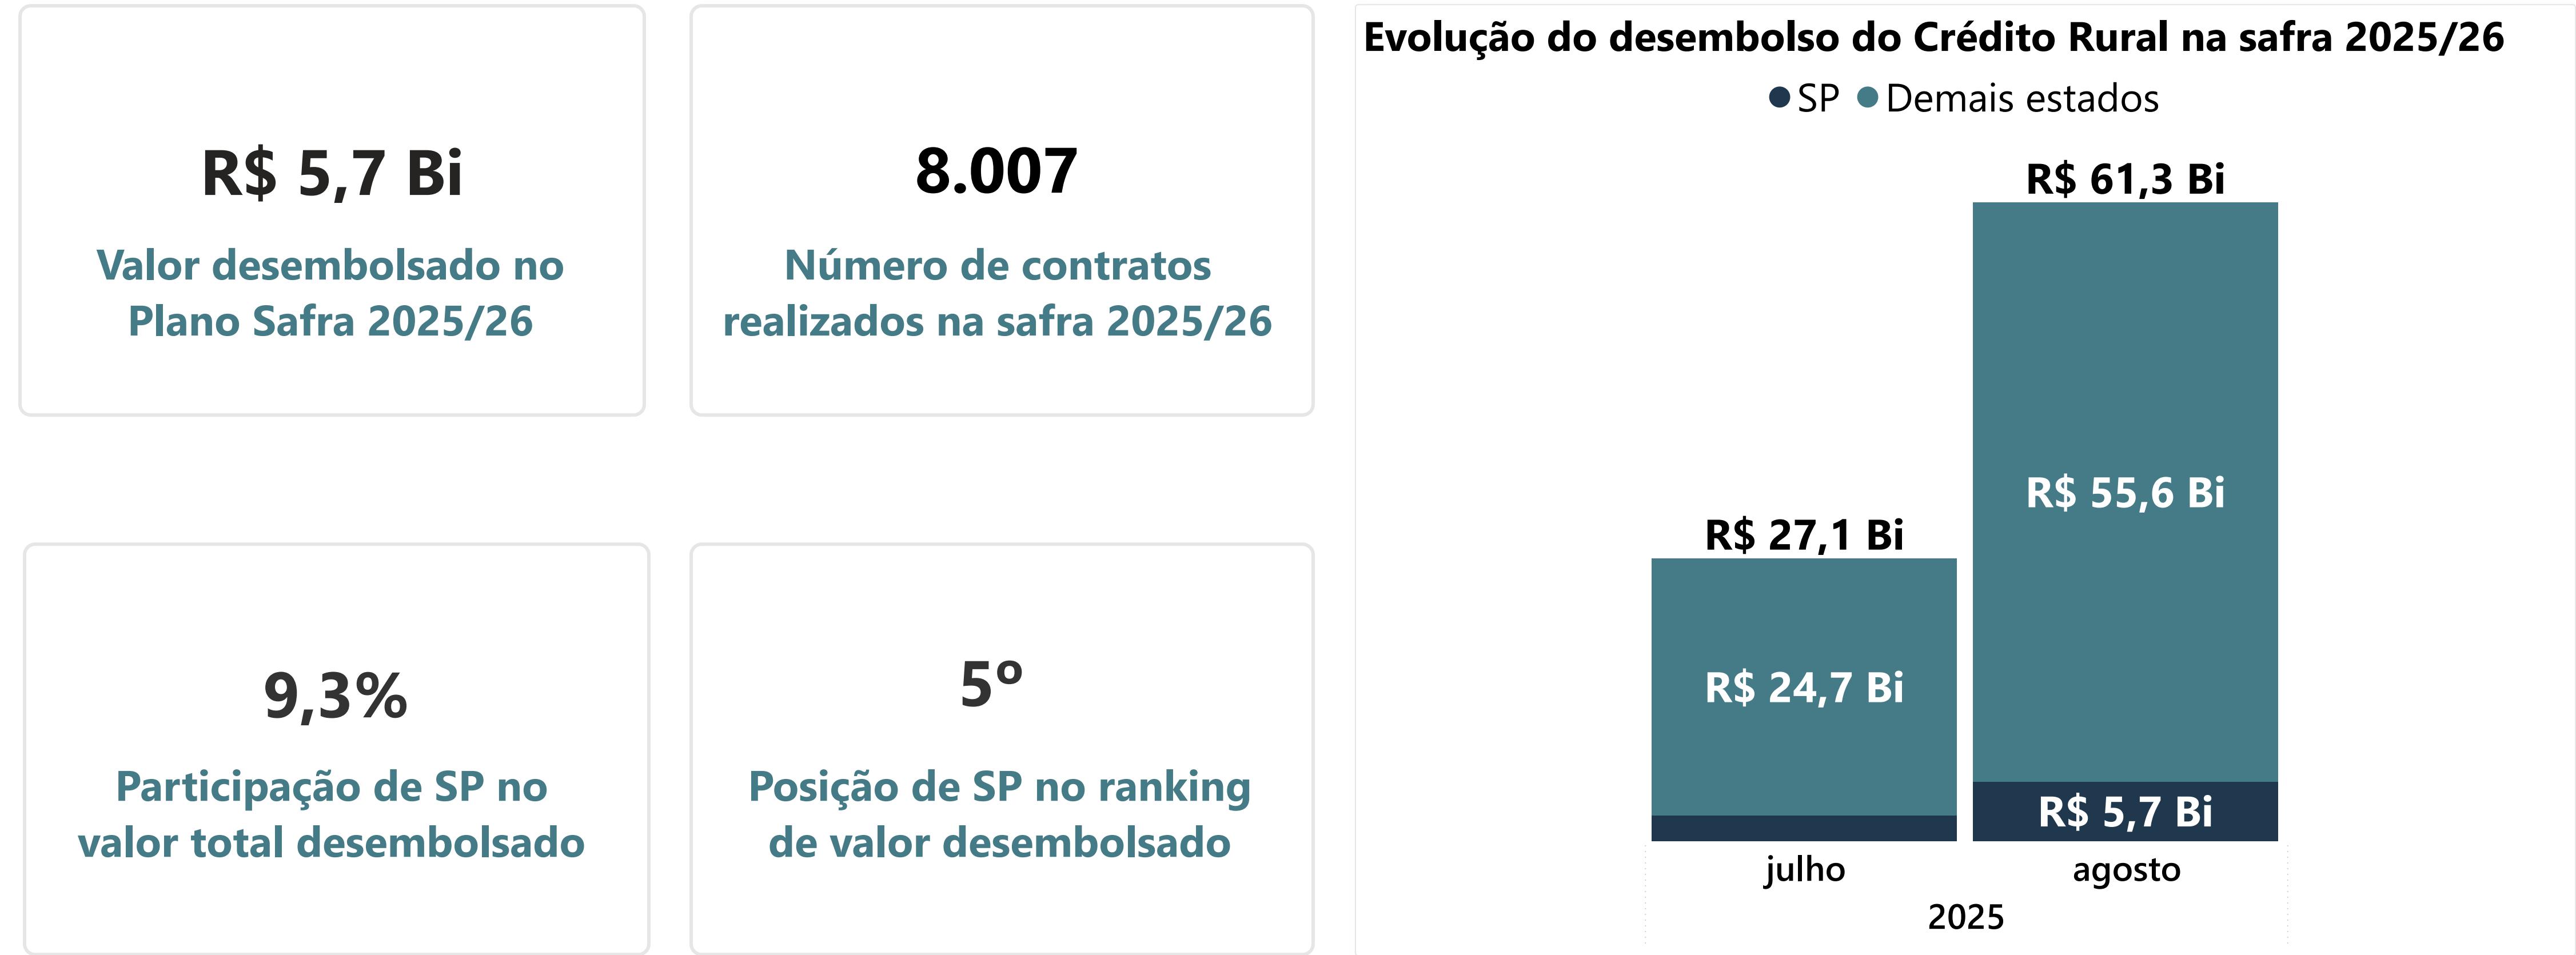 R$ 5,7 Bi
Valor desembolsado no
Plano Safra 2025/26
8.007
Número de contratos
realizados na safra 2025/26
9,3%
Participação de SP no
valor total desembolsado
5º
Posição de SP no ranking
de valor desembolsado
Evolução do desembolso do Crédito Rural na safra 2025/26
SP Demais estados
R$ 61,3 Bi
R$ 55,6 Bi
R$ 27,1 Bi
R$ 24,7 Bi
R$ 5,7 Bi
julho agosto
2025